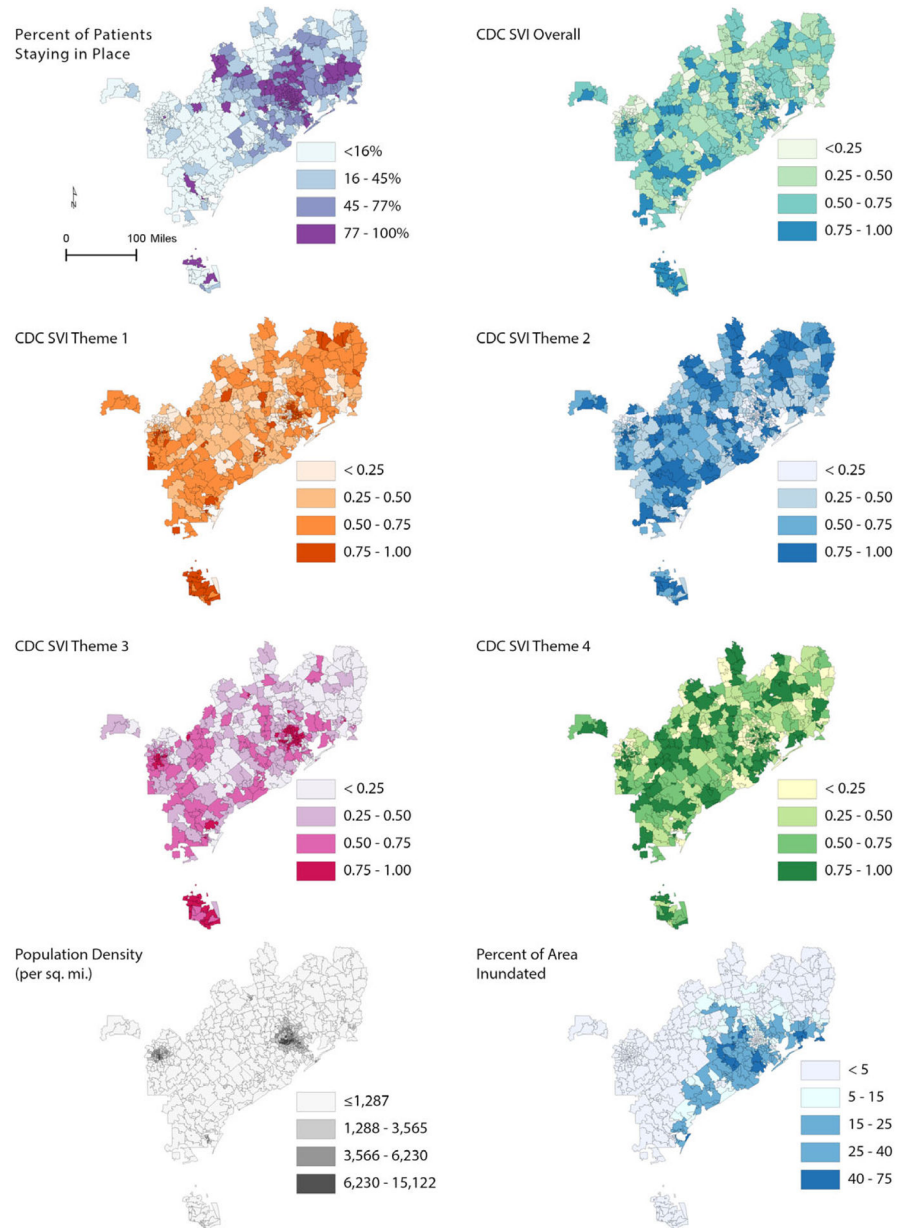 Percent of Patients
Staying in Place
<16%
16 - 45%
45 - 77%
77 - 100%
N
0 100 Miles
CDC SVI Overall
<0.25
0.25 - 0.50
0.50 - 0.75
0.75 - 1.00
CDC SVI Theme 1
< 0.25
0.25 - 0.50
0.50 - 0.75
0.75 - 1.00
CDC SVI Theme 2
< 0.25
0.25 - 0.50
0.50 - 0.75
0.75 - 1.00
CDC SVI Theme 3
< 0.25
0.25 - 0.50
0.50 - 0.75
0.75 - 1.00
CDC SVI Theme 4
< 0.25
0.25 - 0.50
0.50 - 0.75
0.75 - 1.00
Population Density
(per sq. mi.)
≤1,287
1,288 - 3,565
3,566 - 6,230
6,230 - 15,122
Percent of Area
Inundated
< 5
5 - 15
15 - 25
25 - 40
40 - 75